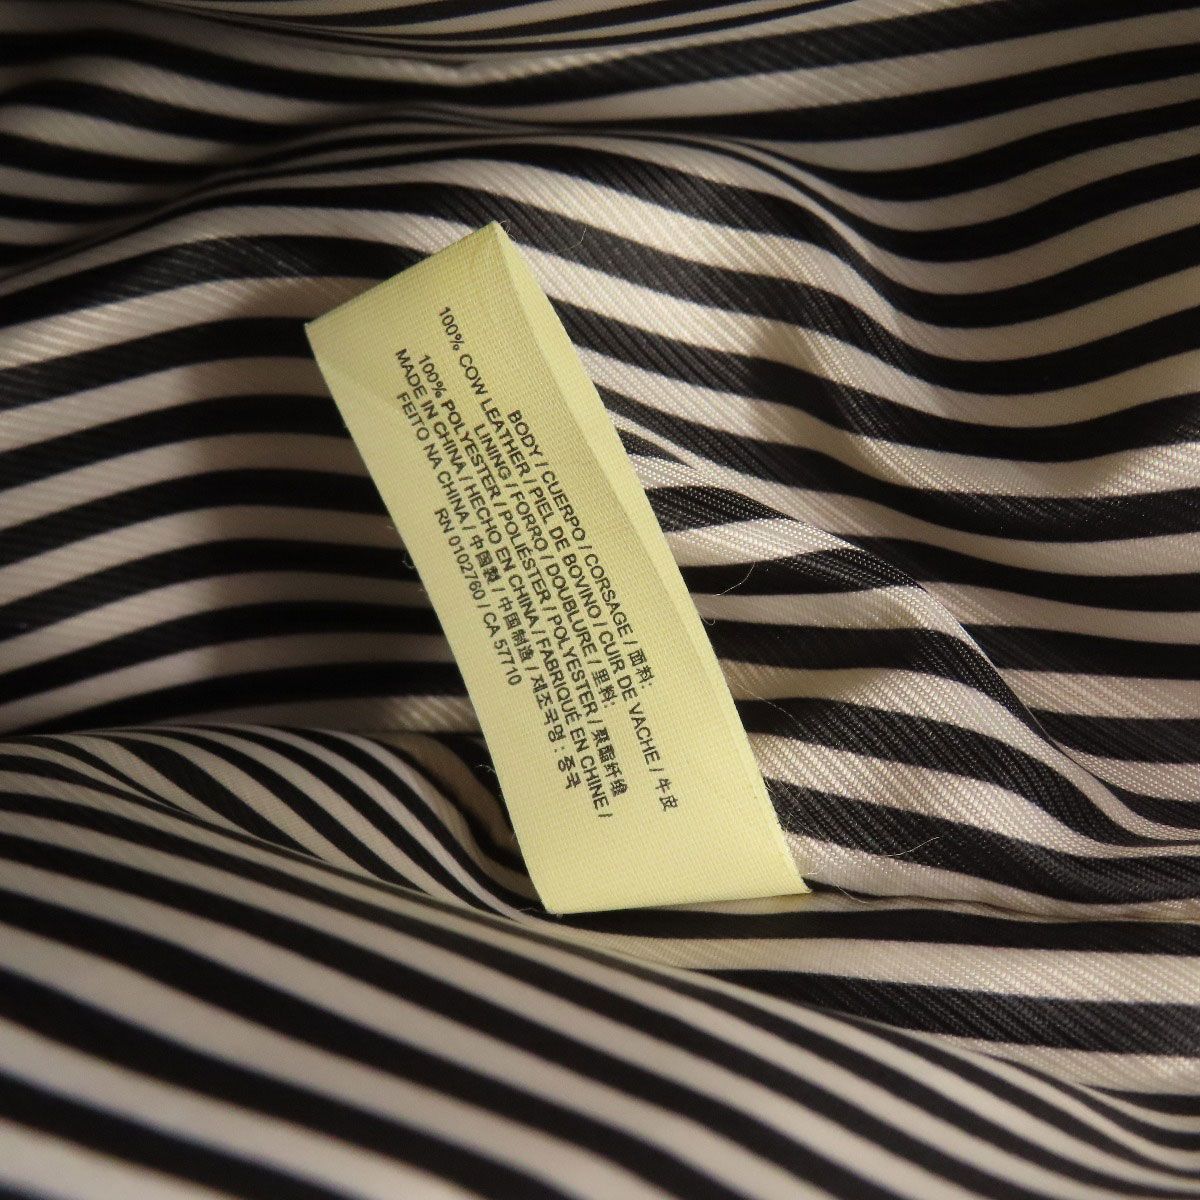 BODY / CUERPO / CORSAGE / 面料:
100% COW LEATHER / PIEL DE BOVINO / CUIR DE VACHE / 牛皮
LINING / FORRO / DOUBLURE / 里料:
100% POLYESTER / POLIÉSTER / POLYESTER / 聚酯纤维
MADE IN CHINA / HECHO EN CHINA / FABRIQUÉ EN CHINE /
FEITO NA CHINA / 中国製 / 中国制造 / 제조국명 : 중국
RN 0102760 / CA 57710